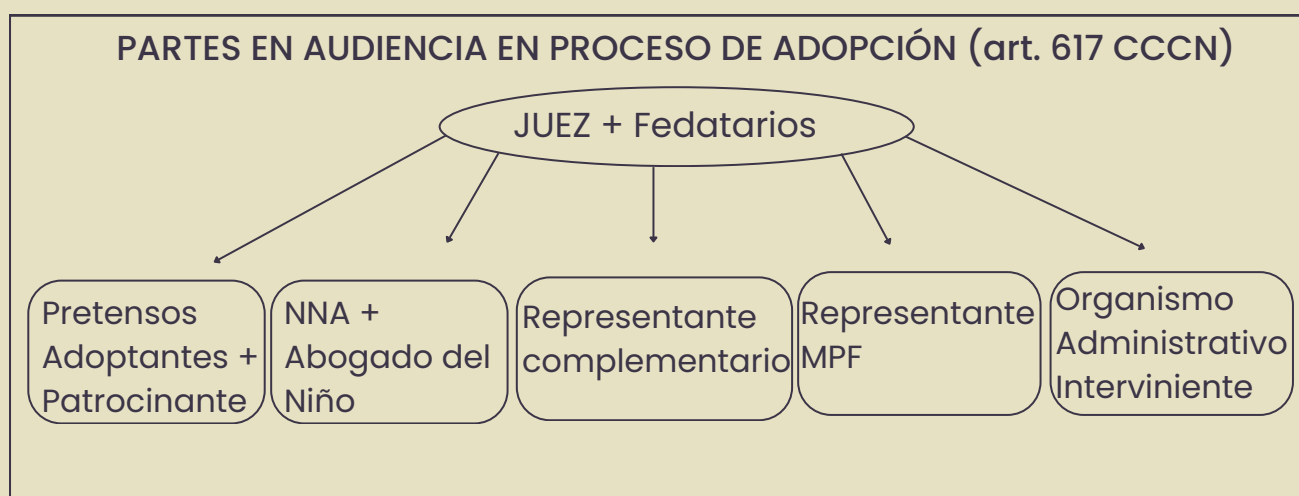 PARTES EN AUDIENCIA EN PROCESO DE ADOPCIÓN (art. 617 CCCN)
JUEZ + Fedatarios
Pretensos
Adoptantes +
Patrocinante
NNA +
Abogado del
Niño
Representante
complementario
Representante
MPF
Organismo
Administrativo
Interviniente